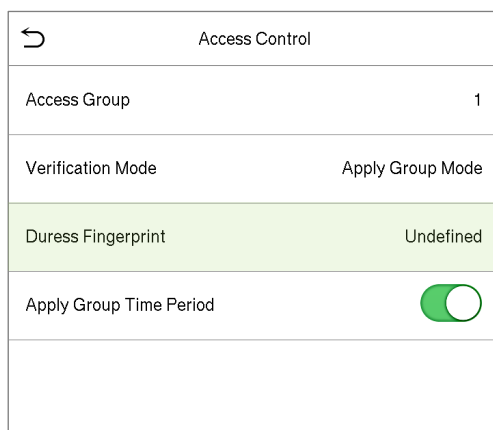 Access Control
Access Group 1
Verification Mode Apply Group Mode
Duress Fingerprint Undefined
Apply Group Time Period